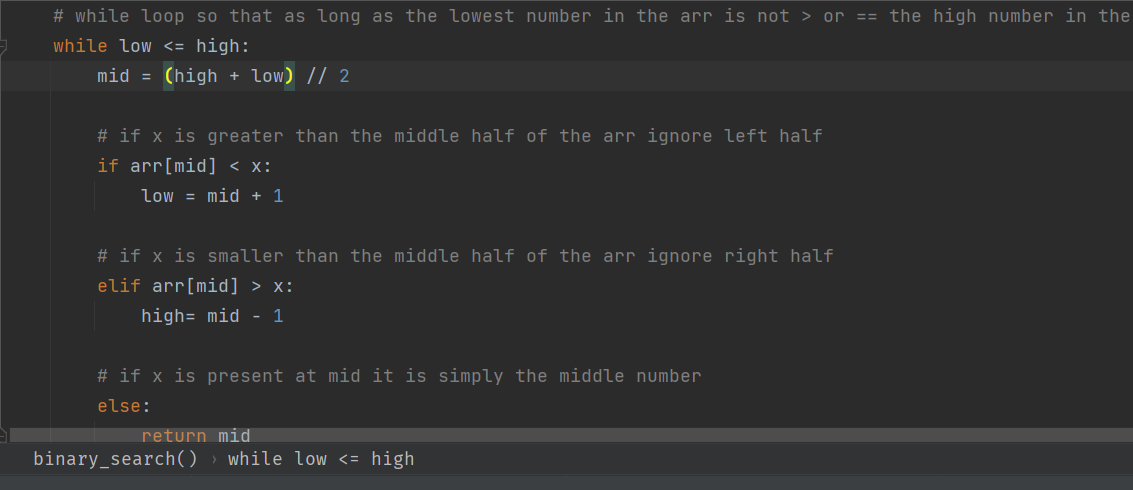 # while loop so that as long as the lowest number in the arr is not > or == the high number in the
while low <= high:
mid = (high + low) // 2
# if x is greater than the middle half of the arr ignore left half
if arr[mid] < x:
low = mid + 1
# if x is smaller than the middle half of the arr ignore right half
elif arr[mid] > x:
high= mid - 1
# if x is present at mid it is simply the middle number
else:
return mid
binary_search() › while low <= high